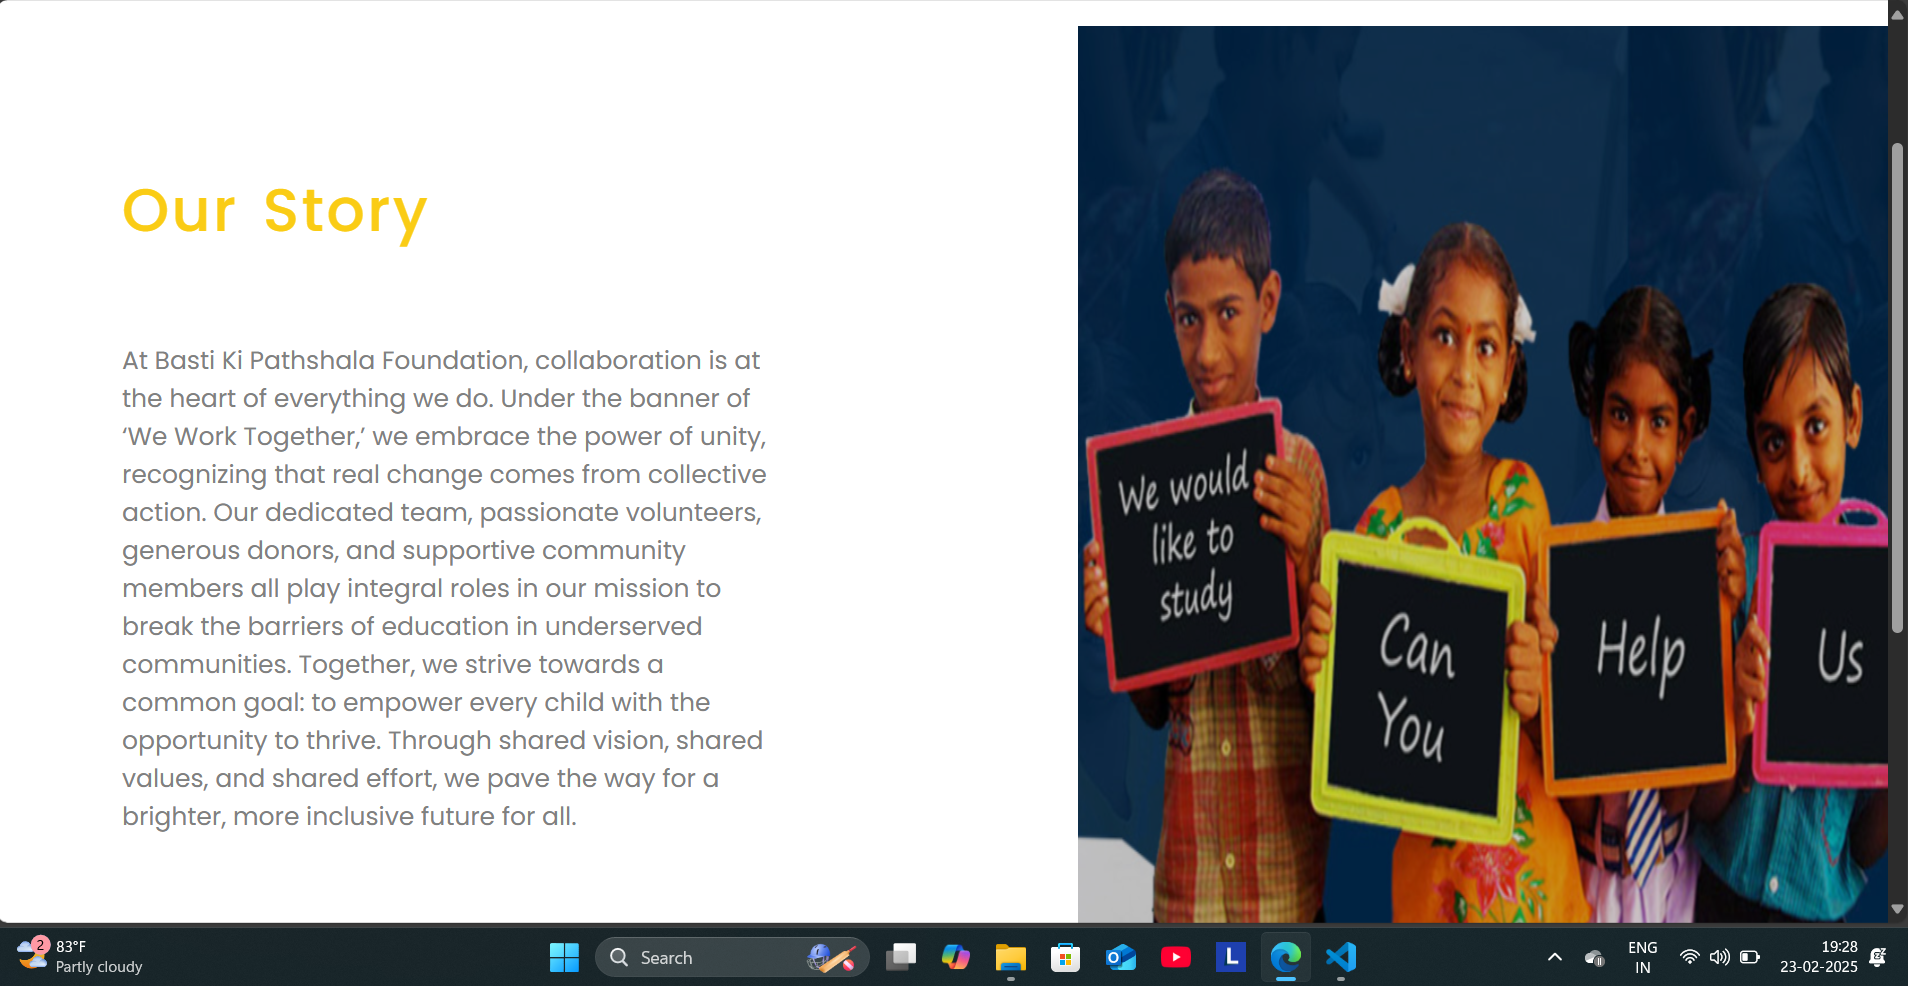 Our Story
At Basti Ki Pathshala Foundation, collaboration is at
the heart of everything we do. Under the banner of
‘We Work Together,’ we embrace the power of unity,
recognizing that real change comes from collective
action. Our dedicated team, passionate volunteers,
generous donors, and supportive community
members all play integral roles in our mission to
break the barriers of education in underserved
communities. Together, we strive towards a
common goal: to empower every child with the
opportunity to thrive. Through shared vision, shared
values, and shared effort, we pave the way for a
brighter, more inclusive future for all.
We would
like to
study
Can
You
Help
Us
2
83°F
Partly cloudy
Search
L
ENG
IN
19:28
23-02-2025